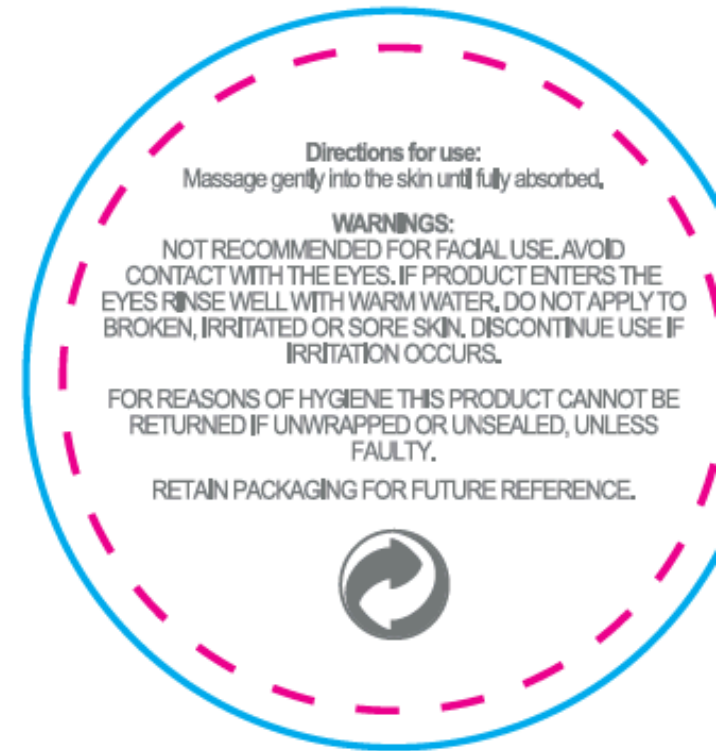 Directions for use:
Massage gently into the skin until fully absorbed.
WARNINGS:
NOT RECOMMENDED FOR FACIAL USE. AVOID
CONTACT WITH THE EYES. IF PRODUCT ENTERS THE
EYES RINSE WELL WITH WARM WATER. DO NOT APPLY TO
BROKEN, IRRITATED OR SORE SKIN. DISCONTINUE USE IF
IRRITATION OCCURS.
FOR REASONS OF HYGIENE THIS PRODUCT CANNOT BE
RETURNED IF UNWRAPPED OR UNSEALED, UNLESS
FAULTY.
RETAIN PACKAGING FOR FUTURE REFERENCE.